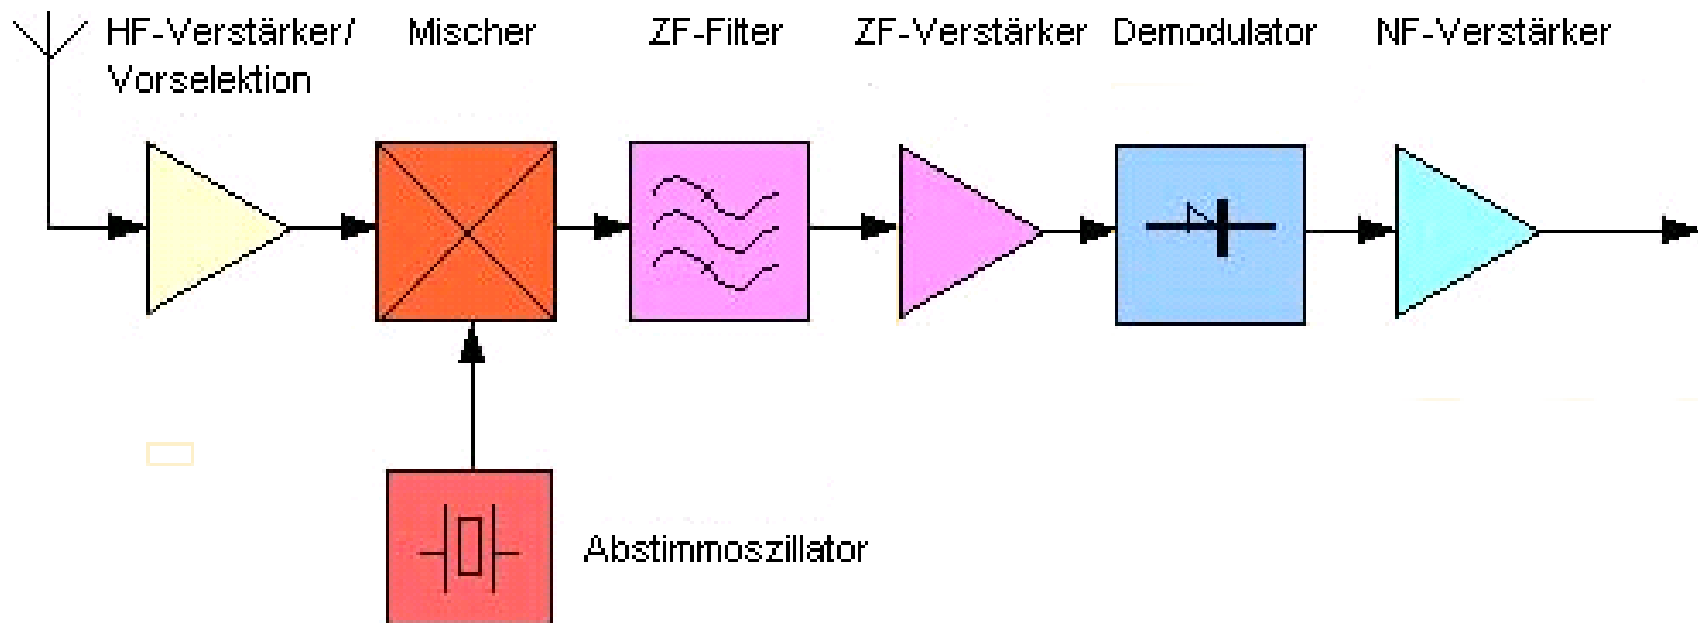 HF-Verstärker/
Vorselektion
Mischer
ZF-Filter
ZF-Verstärker
Demodulator
NF-Verstärker
Abstimmoszillator